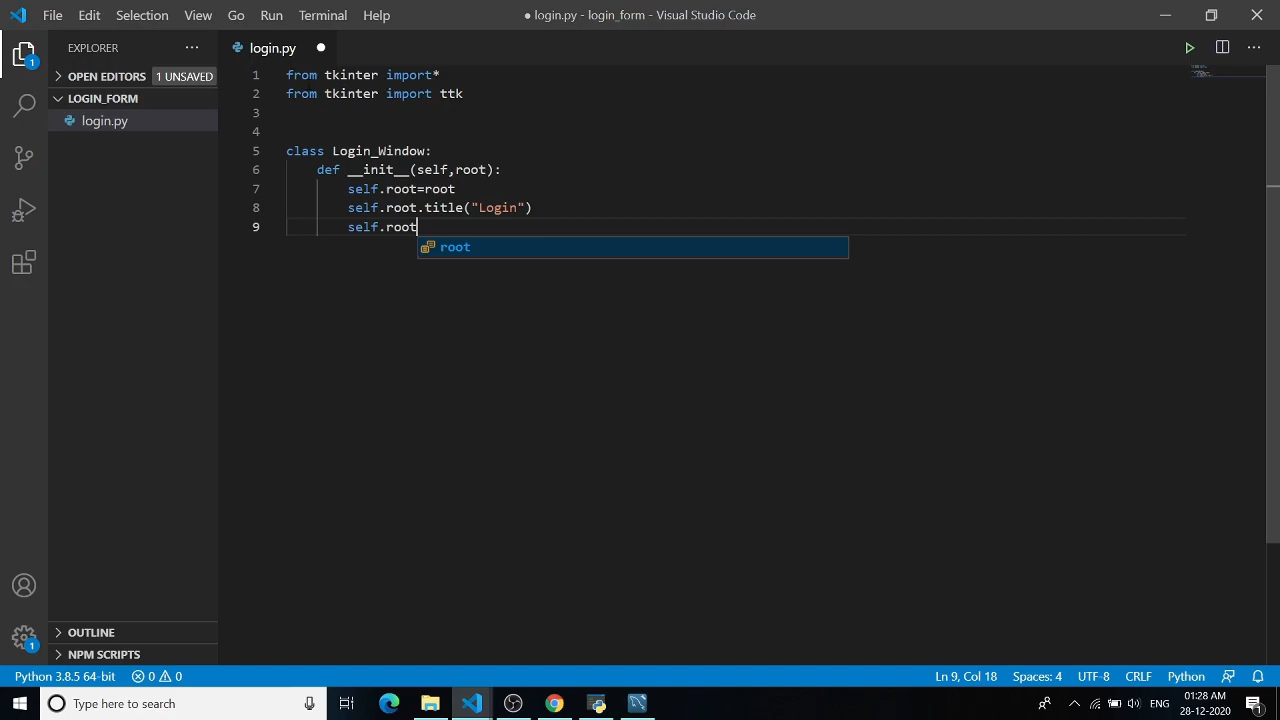 File Edit Selection View Go Run Terminal Help
● login.py - login_form - Visual Studio Code
EXPLORER
login.py
OPEN EDITORS 1 UNSAVED
LOGIN_FORM
login.py
1 from tkinter import*
2 from tkinter import ttk
3
4
5 class Login_Window:
6 def __init__(self,root):
7 self.root=root
8 self.root.title("Login")
9 self.root
root
1
1
OUTLINE
NPM SCRIPTS
Python 3.8.5 64-bit 0 0
Ln 9, Col 18 Spaces: 4 UTF-8 CRLF Python
Type here to search
ENG
01:28 AM
28-12-2020
1